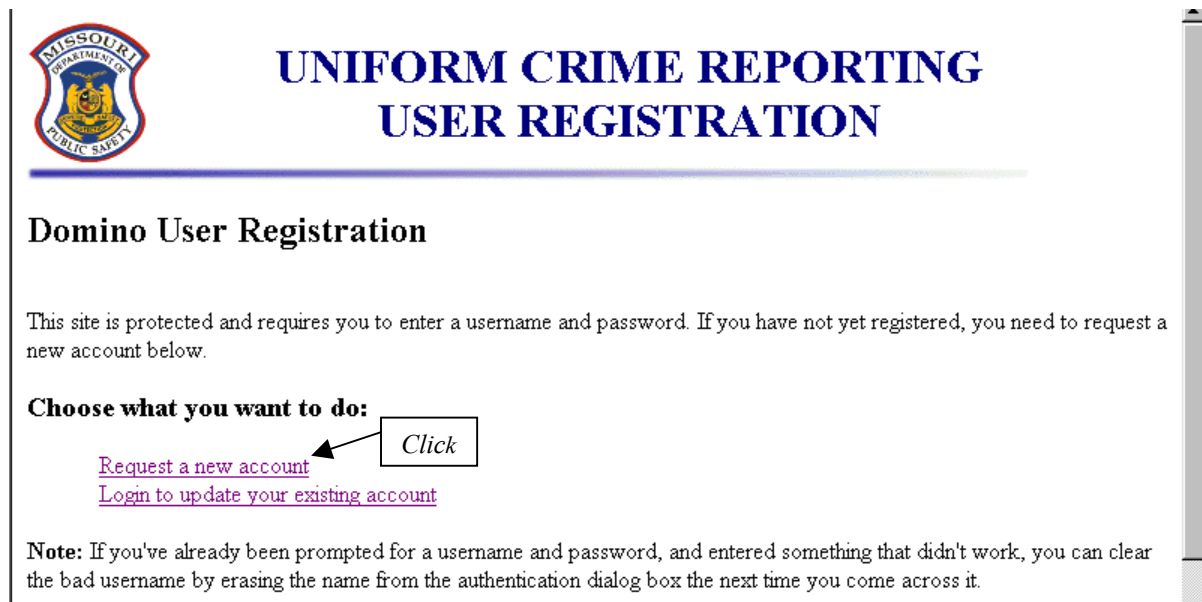 MISSOURI
DEPARTMENT OF
PUBLIC SAFETY
UNIFORM CRIME REPORTING
USER REGISTRATION
Domino User Registration
This site is protected and requires you to enter a username and password. If you have not yet registered, you need to request a
new account below.
Choose what you want to do:
Click
Request a new account
Login to update your existing account
Note: If you've already been prompted for a username and password, and entered something that didn't work, you can clear
the bad username by erasing the name from the authentication dialog box the next time you come across it.